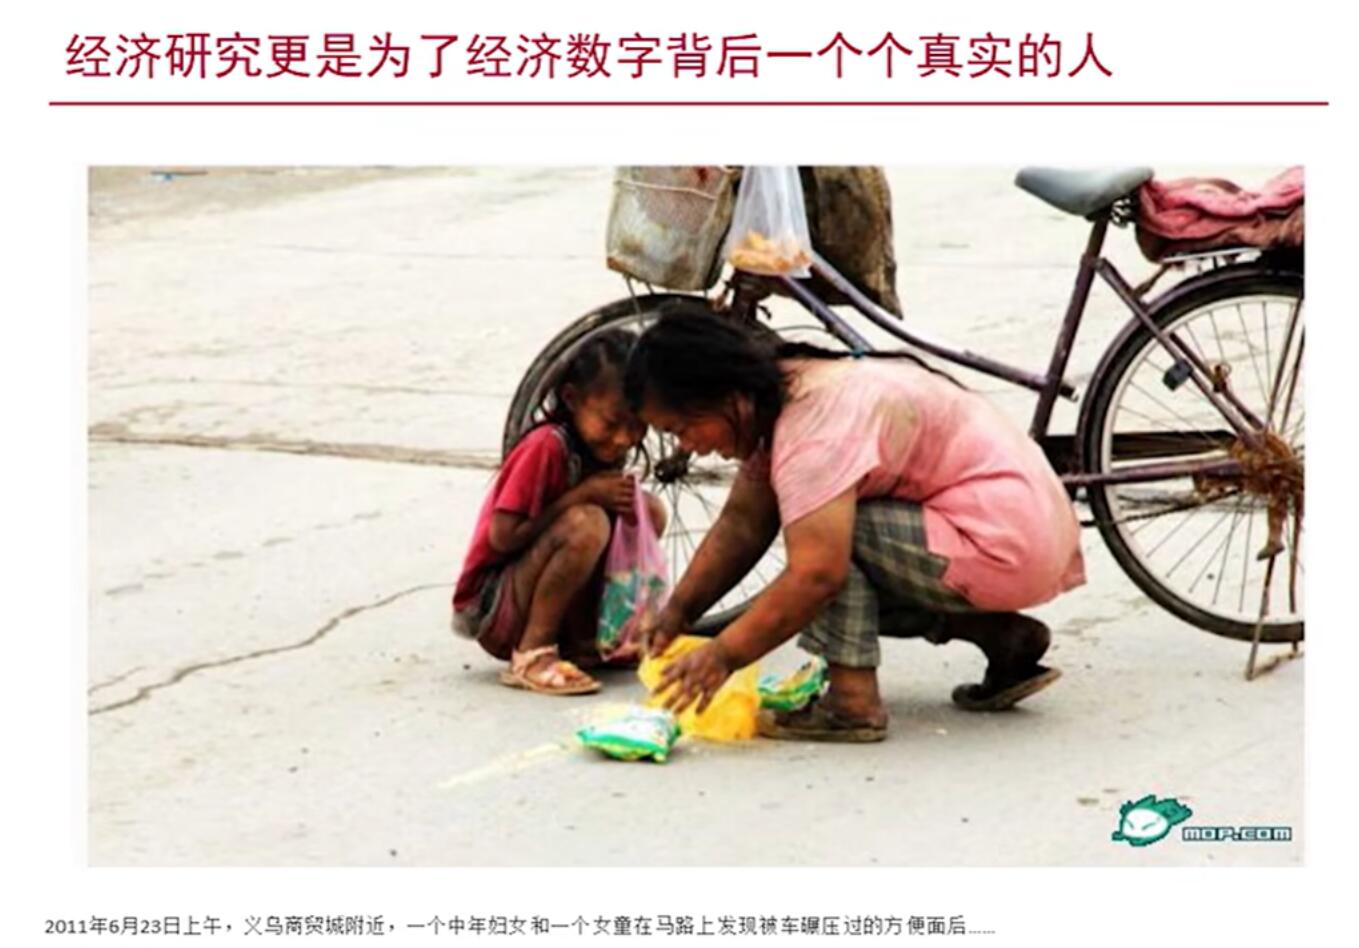 经济研究更是为了经济数字背后一个个真实的人
MOP.COM
2011年6月23日上午，义乌商贸城附近，一个中年妇女和一个女童在马路上发现被车碾压过的方便面后......